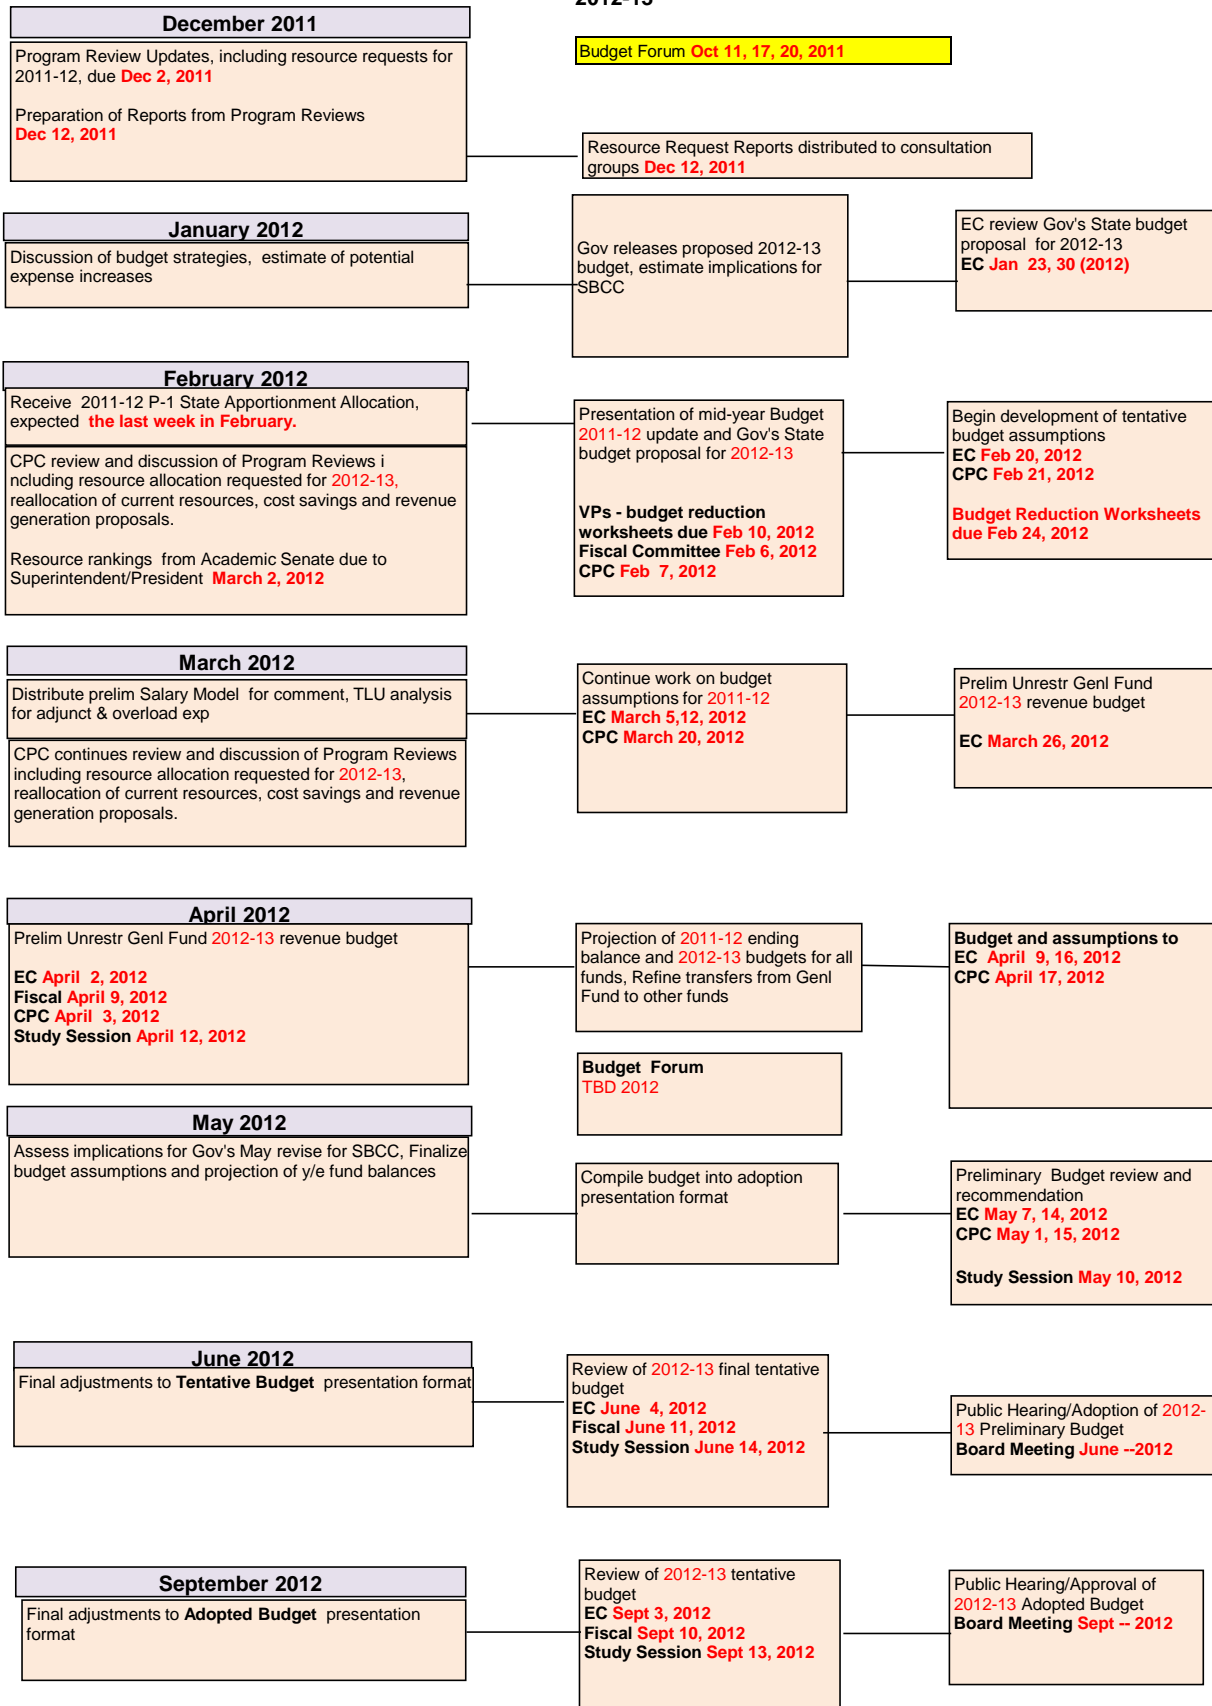 2012-13
December 2011
Program Review Updates, including resource requests for
2011-12, due Dec 2, 2011
Preparation of Reports from Program Reviews
Dec 12, 2011
Budget Forum Oct 11, 17, 20, 2011
Resource Request Reports distributed to consultation
groups Dec 12, 2011
January 2012
Discussion of budget strategies, estimate of potential
expense increases
Gov releases proposed 2012-13
budget, estimate implications for
SBCC
EC review Gov's State budget
proposal for 2012-13
EC Jan 23, 30 (2012)
February 2012
Receive 2011-12 P-1 State Apportionment Allocation,
expected the last week in February.
CPC review and discussion of Program Reviews i
ncluding resource allocation requested for 2012-13,
reallocation of current resources, cost savings and revenue
generation proposals.
Resource rankings from Academic Senate due to
Superintendent/President March 2, 2012
Presentation of mid-year Budget
2011-12 update and Gov's State
budget proposal for 2012-13
VPs - budget reduction
worksheets due Feb 10, 2012
Fiscal Committee Feb 6, 2012
CPC Feb 7, 2012
Begin development of tentative
budget assumptions
EC Feb 20, 2012
CPC Feb 21, 2012
Budget Reduction Worksheets
due Feb 24, 2012
March 2012
Distribute prelim Salary Model for comment, TLU analysis
for adjunct & overload exp
CPC continues review and discussion of Program Reviews
including resource allocation requested for 2012-13,
reallocation of current resources, cost savings and revenue
generation proposals.
Continue work on budget
assumptions for 2011-12
EC March 5,12, 2012
CPC March 20, 2012
Prelim Unrestr Genl Fund
2012-13 revenue budget
EC March 26, 2012
April 2012
Prelim Unrestr Genl Fund 2012-13 revenue budget
EC April 2, 2012
Fiscal April 9, 2012
CPC April 3, 2012
Study Session April 12, 2012
Projection of 2011-12 ending
balance and 2012-13 budgets for all
funds, Refine transfers from Genl
Fund to other funds
Budget and assumptions to
EC April 9, 16, 2012
CPC April 17, 2012
Budget Forum
TBD 2012
May 2012
Assess implications for Gov's May revise for SBCC, Finalize
budget assumptions and projection of y/e fund balances
Compile budget into adoption
presentation format
Preliminary Budget review and
recommendation
EC May 7, 14, 2012
CPC May 1, 15, 2012
Study Session May 10, 2012
June 2012
Final adjustments to Tentative Budget presentation format
Review of 2012-13 final tentative
budget
EC June 4, 2012
Fiscal June 11, 2012
Study Session June 14, 2012
Public Hearing/Adoption of 2012-
13 Preliminary Budget
Board Meeting June --2012
September 2012
Final adjustments to Adopted Budget presentation
format
Review of 2012-13 tentative
budget
EC Sept 3, 2012
Fiscal Sept 10, 2012
Study Session Sept 13, 2012
Public Hearing/Approval of
2012-13 Adopted Budget
Board Meeting Sept -- 2012